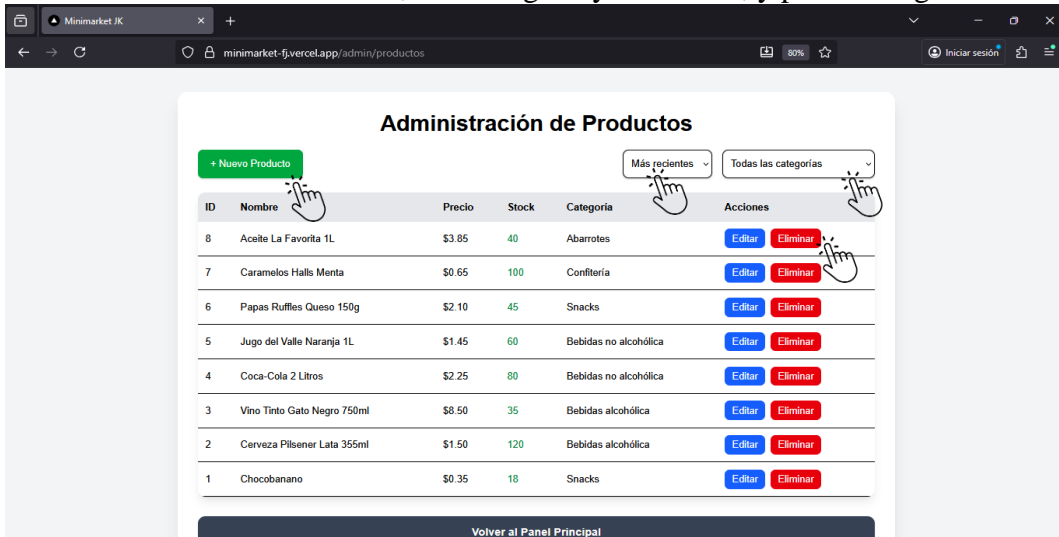 Minimarket JK
minimarket-fj.vercel.app/admin/productos 80% Iniciar sesión
Administración de Productos
+ Nuevo Producto Más recientes Todas las categorías
ID Nombre Precio Stock Categoría Acciones
8 Aceite La Favorita 1L $3.85 40 Abarrotes Editar Eliminar
7 Caramelos Halls Menta $0.65 100 Confitería Editar Eliminar
6 Papas Ruffles Queso 150g $2.10 45 Snacks Editar Eliminar
5 Jugo del Valle Naranja 1L $1.45 60 Bebidas no alcohólica Editar Eliminar
4 Coca-Cola 2 Litros $2.25 80 Bebidas no alcohólica Editar Eliminar
3 Vino Tinto Gato Negro 750ml $8.50 35 Bebidas alcohólica Editar Eliminar
2 Cerveza Pilsener Lata 355ml $1.50 120 Bebidas alcohólica Editar Eliminar
1 Chocobanano $0.35 18 Snacks Editar Eliminar
Volver al Panel Principal